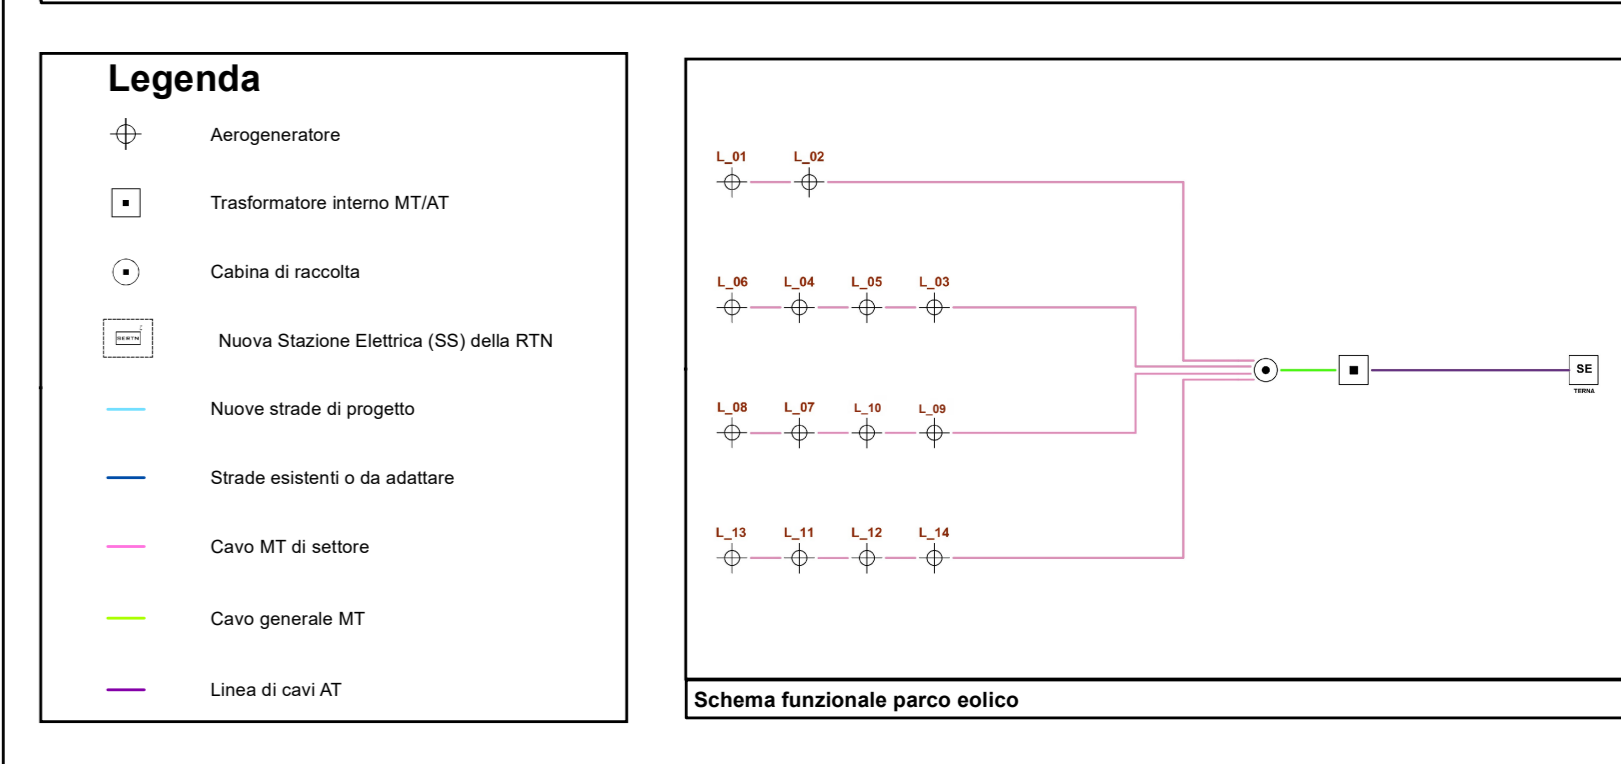 Legenda
Aerogeneratore
Trasformatore interno MT/AT
Cabina di raccolta
SERTN
Nuova Stazione Elettrica (SS) della RTN
Nuove strade di progetto
Strade esistenti o da adattare
Cavo MT di settore
Cavo generale MT
Linea di cavi AT
L_01 L_02
L_06 L_04 L_05 L_03
SE
TERNA
L_08 L_07 L_10 L_09
L_13 L_11 L_12 L_14
Schema funzionale parco eolico